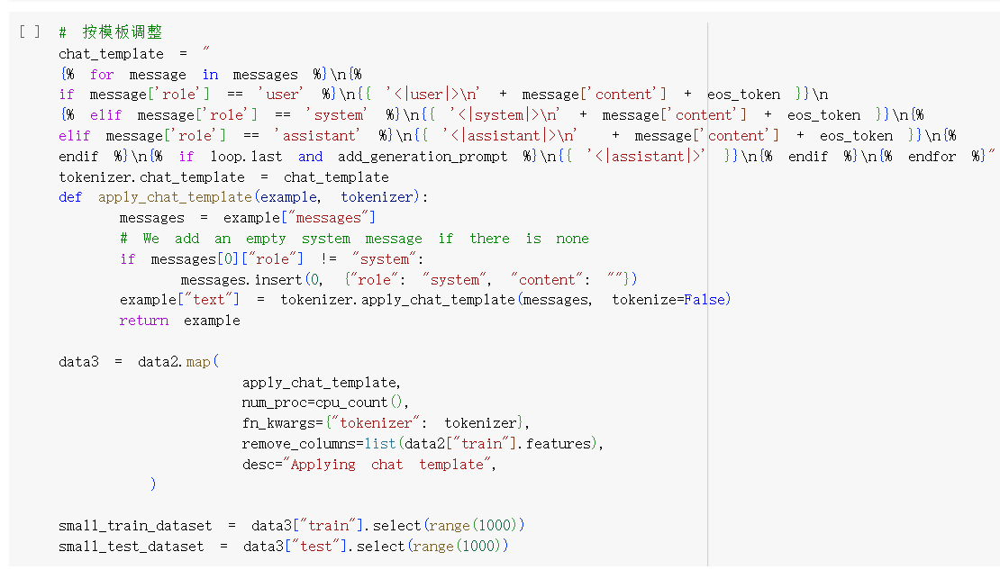 [ ] # 按模板调整
chat_template = "
{% for message in messages %}\n{%
if message['role'] == 'user' %}\n{{ '<|user|>\n' + message['content'] + eos_token }}\n
{% elif message['role'] == 'system' %}\n{{ '<|system|>\n' + message['content'] + eos_token }}\n{%
elif message['role'] == 'assistant' %}\n{{ '<|assistant|>\n' + message['content'] + eos_token }}\n{%
endif %}\n{% if loop.last and add_generation_prompt %}\n{{ '<|assistant|>' }}\n{% endif %}\n{% endfor %}"
tokenizer.chat_template = chat_template
def apply_chat_template(example, tokenizer):
messages = example["messages"]
# We add an empty system message if there is none
if messages[0]["role"] != "system":
messages.insert(0, {"role": "system", "content": ""})
example["text"] = tokenizer.apply_chat_template(messages, tokenize=False)
return example
data3 = data2.map(
apply_chat_template,
num_proc=cpu_count(),
fn_kwargs={"tokenizer": tokenizer},
remove_columns=list(data2["train"].features),
desc="Applying chat template",
)
small_train_dataset = data3["train"].select(range(1000))
small_test_dataset = data3["test"].select(range(1000))